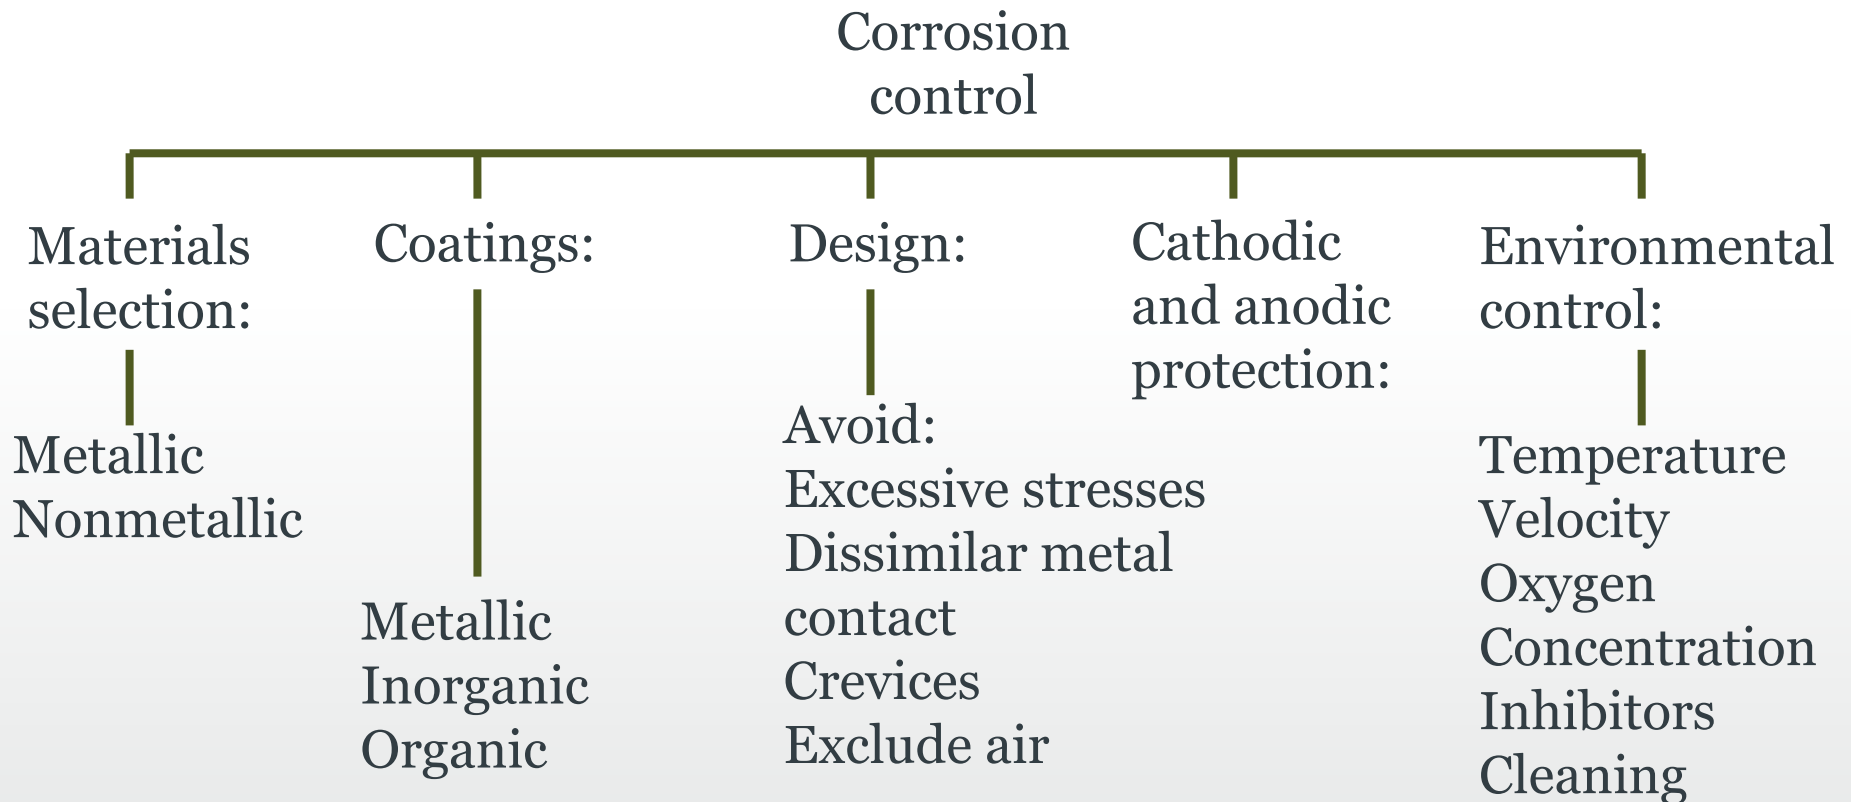 Corrosion
control
Materials
selection:
Metallic
Nonmetallic
Coatings:
Metallic
Inorganic
Organic
Design:
Avoid:
Excessive stresses
Dissimilar metal
contact
Crevices
Exclude air
Cathodic
and anodic
protection:
Environmental
control:
Temperature
Velocity
Oxygen
Concentration
Inhibitors
Cleaning